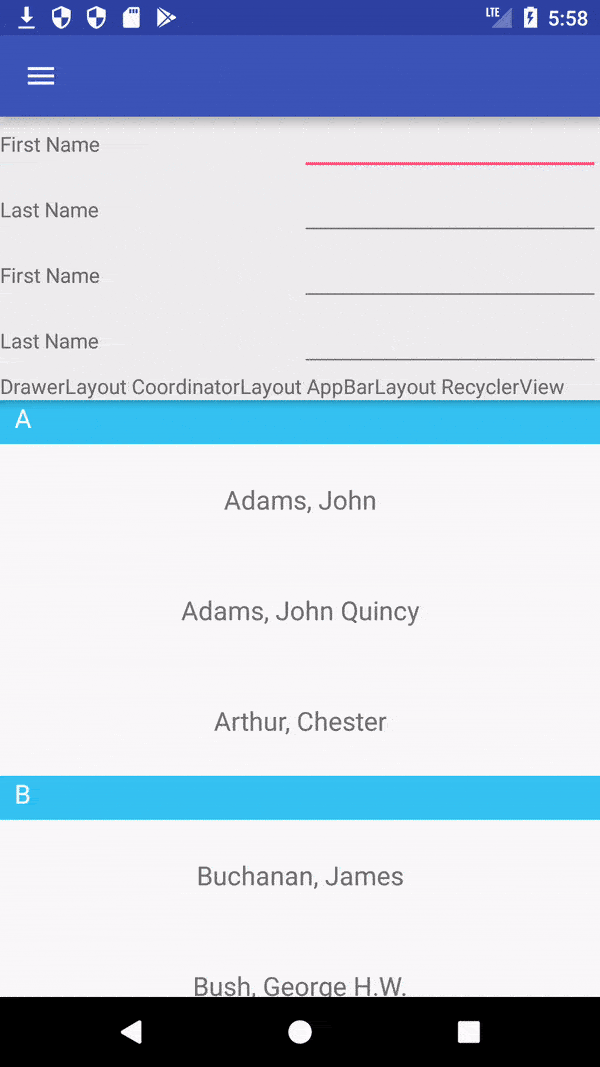 LTE 5:58
First Name
Last Name
First Name
Last Name
DrawerLayout CoordinatorLayout AppBarLayout RecyclerView
A
Adams, John
Adams, John Quincy
Arthur, Chester
B
Buchanan, James
Bush, George H.W.